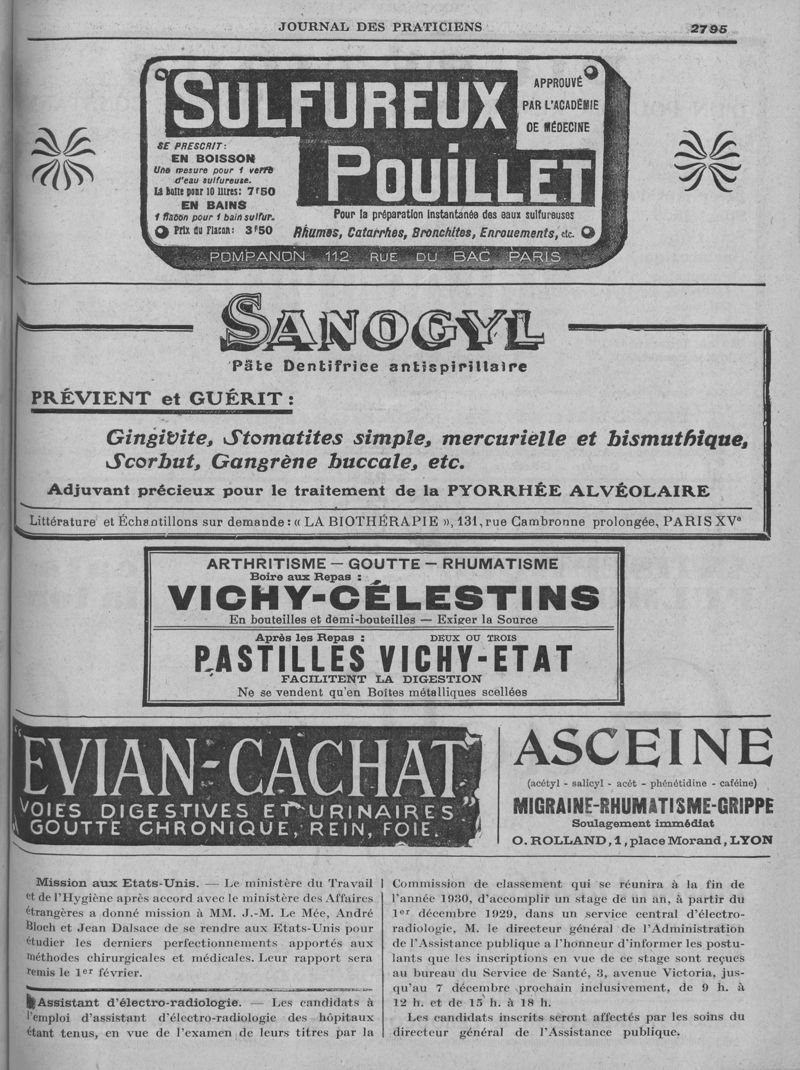 JOURNAL DES PRATICIENS 2795
SULFUREUX
POUILLET
APPROUVÉ
PAR L'ACADÉMIE
DE MÉDECINE
SE PRESCRIT :
EN BOISSON
Une mesure pour 1 verre
d'eau sulfureuse.
La boîte pour 10 litres : 7f50
EN BAINS
1 flacon pour 1 bain sulfur.
Prix du Flacon : 3f50
Pour la préparation instantanée des eaux sulfureuses
Rhumes, Catarrhes, Bronchites, Enrouements, etc.
POMPANON 112 RUE DU BAC PARIS
SANOGYL
Pâte Dentifrice antispirillaire
PRÉVIENT et GUÉRIT :
Gingivite, Stomatites simple, mercurielle et bismuthique,
Scorbut, Gangrène buccale, etc.
Adjuvant précieux pour le traitement de la PYORRHÉE ALVÉOLAIRE
Littérature et Échantillons sur demande : « LA BIOTHÉRAPIE », 131, rue Cambronne prolongée, PARIS XVe
ARTHRITISME — GOUTTE — RHUMATISME
Boire aux Repas :
VICHY-CÉLESTINS
En bouteilles et demi-bouteilles — Exiger la Source
Après les Repas : DEUX OU TROIS
PASTILLES VICHY-ETAT
FACILITENT LA DIGESTION
Ne se vendent qu'en Boîtes métalliques scellées
"EVIAN-CACHAT"
VOIES DIGESTIVES ET URINAIRES
GOUTTE CHRONIQUE, REIN, FOIE.
ASCEINE
(acétyl - salicyl - acét - phénétidine - caféine)
MIGRAINE-RHUMATISME-GRIPPE
Soulagement immédiat
O. ROLLAND, 1, place Morand, LYON
Mission aux Etats-Unis. — Le ministère du Travail
et de l'Hygiène après accord avec le ministère des Affaires
étrangères a donné mission à MM. J.-M. Le Mée, André
Bloch et Jean Dalsace de se rendre aux Etats-Unis pour
étudier les derniers perfectionnements apportés aux
méthodes chirurgicales et médicales. Leur rapport sera
remis le 1er février.
Assistant d'électro-radiologie. — Les candidats à
l'emploi d'assistant d'électro-radiologie des hôpitaux
étant tenus, en vue de l'examen de leurs titres par la
Commission de classement qui se réunira à la fin de
l'année 1930, d'accomplir un stage de un an, à partir du
1er décembre 1929, dans un service central d'électro-
radiologie, M. le directeur général de l'Administration
de l'Assistance publique a l'honneur d'informer les postu-
lants que les inscriptions en vue de ce stage sont reçues
au bureau du Service de Santé, 3, avenue Victoria, jus-
qu'au 7 décembre prochain inclusivement, de 9 h. à
12 h. et de 15 h. à 18 h.
Les candidats inscrits seront affectés par les soins du
directeur général de l'Assistance publique.